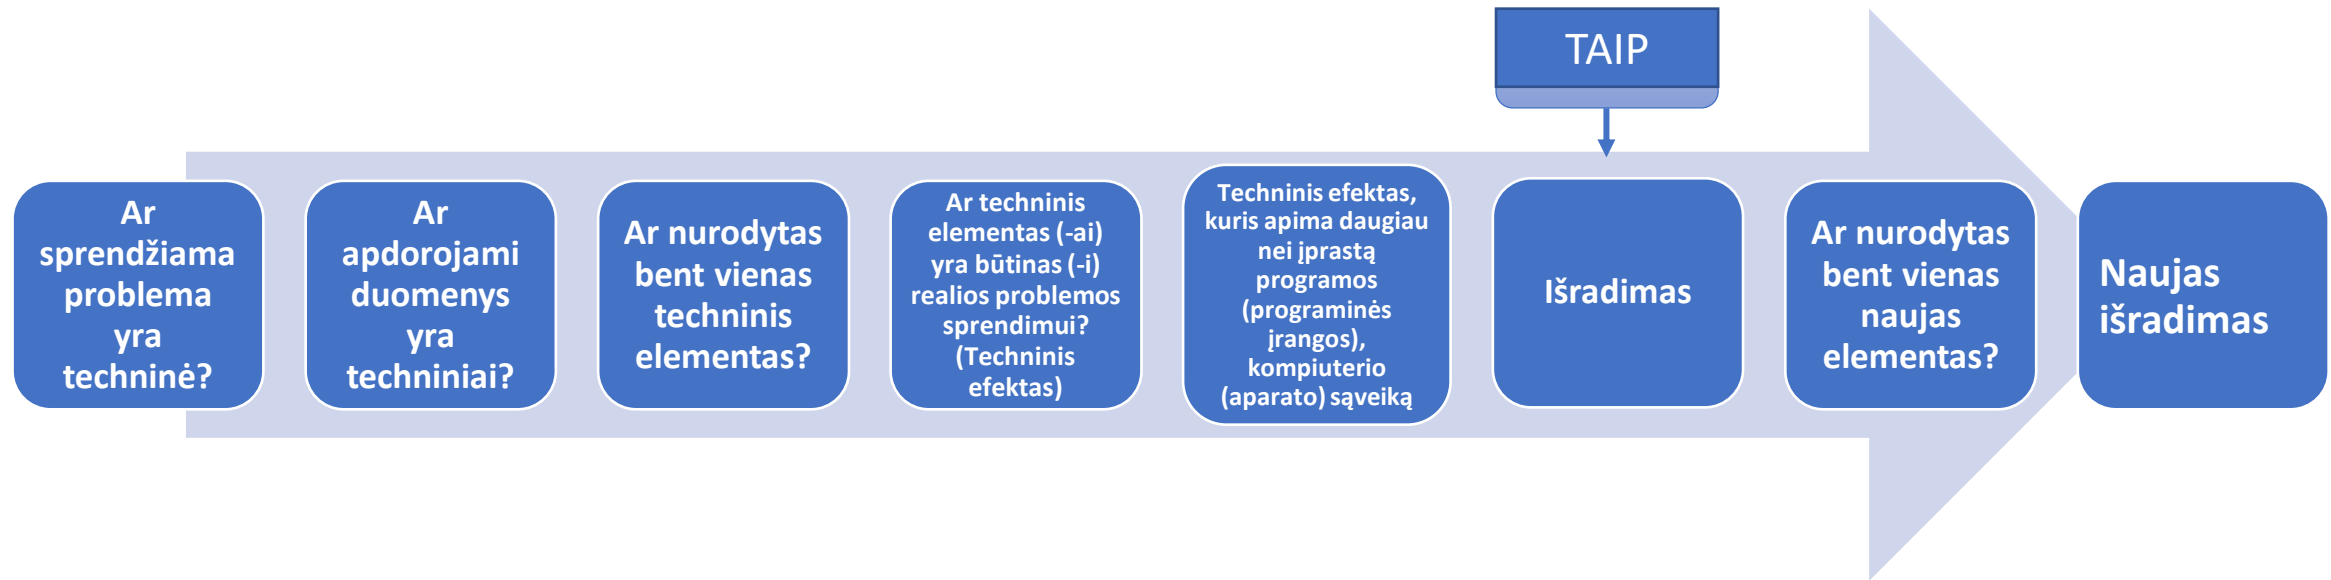 TAIP
Ar
sprendžiama
problema
yra
techninė?
Ar
apdorojami
duomenys
yra
techniniai?
Ar nurodytas
bent vienas
techninis
elementas?
Ar techninis
elementas (-ai)
yra būtinas (-i)
realios problemos
sprendimui?
(Techninis
efektas)
Techninis efektas,
kuris apima daugiau
nei įprastą
programos
(programinės
įrangos),
kompiuterio
(aparato) sąveiką
Išradimas
Ar nurodytas
bent vienas
naujas
elementas?
Naujas
išradimas